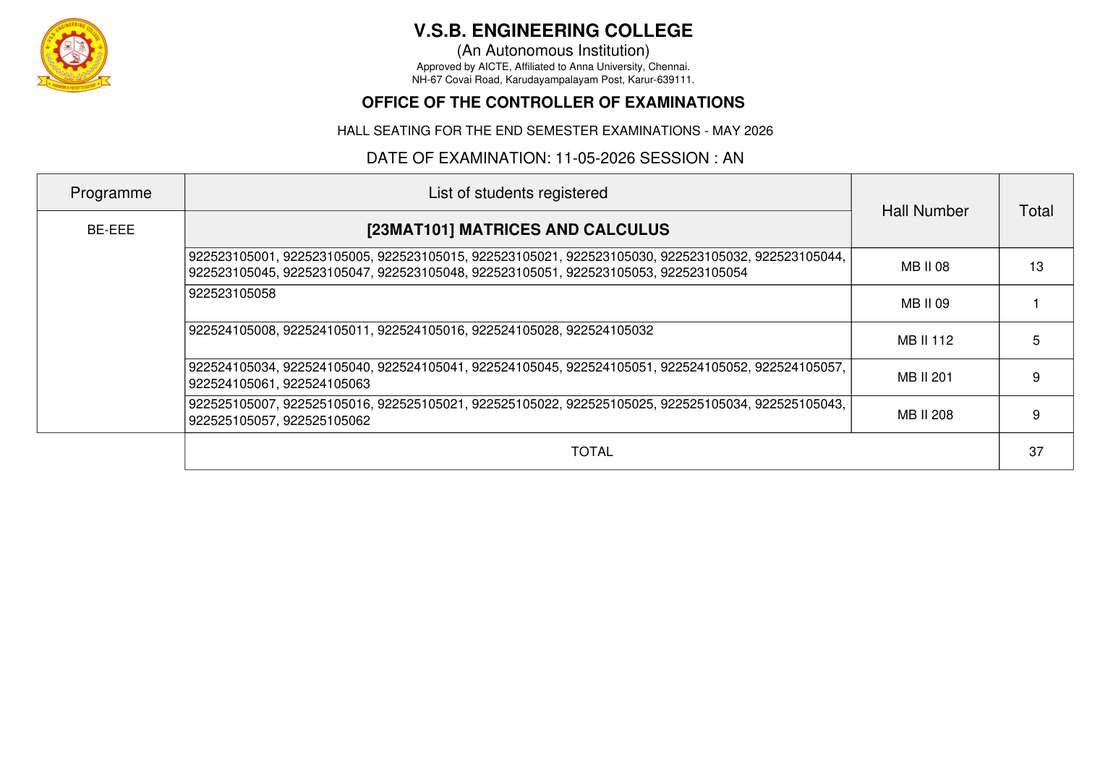 V.S.B. ENGINEERING COLLEGE
(An Autonomous Institution)
Approved by AICTE, Affiliated to Anna University, Chennai.
NH-67 Covai Road, Karudayampalayam Post, Karur-639111.
OFFICE OF THE CONTROLLER OF EXAMINATIONS
HALL SEATING FOR THE END SEMESTER EXAMINATIONS - MAY 2026
DATE OF EXAMINATION: 11-05-2026 SESSION : AN
Programme List of students registered Hall Number Total
BE-EEE [23MAT101] MATRICES AND CALCULUS
922523105001, 922523105005, 922523105015, 922523105021, 922523105030, 922523105032, 922523105044,
922523105045, 922523105047, 922523105048, 922523105051, 922523105053, 922523105054
MB II 08 13
922523105058
MB II 09 1
922524105008, 922524105011, 922524105016, 922524105028, 922524105032
MB II 112 5
922524105034, 922524105040, 922524105041, 922524105045, 922524105051, 922524105052, 922524105057,
922524105061, 922524105063
MB II 201 9
922525105007, 922525105016, 922525105021, 922525105022, 922525105025, 922525105034, 922525105043,
922525105057, 922525105062
MB II 208 9
TOTAL 37